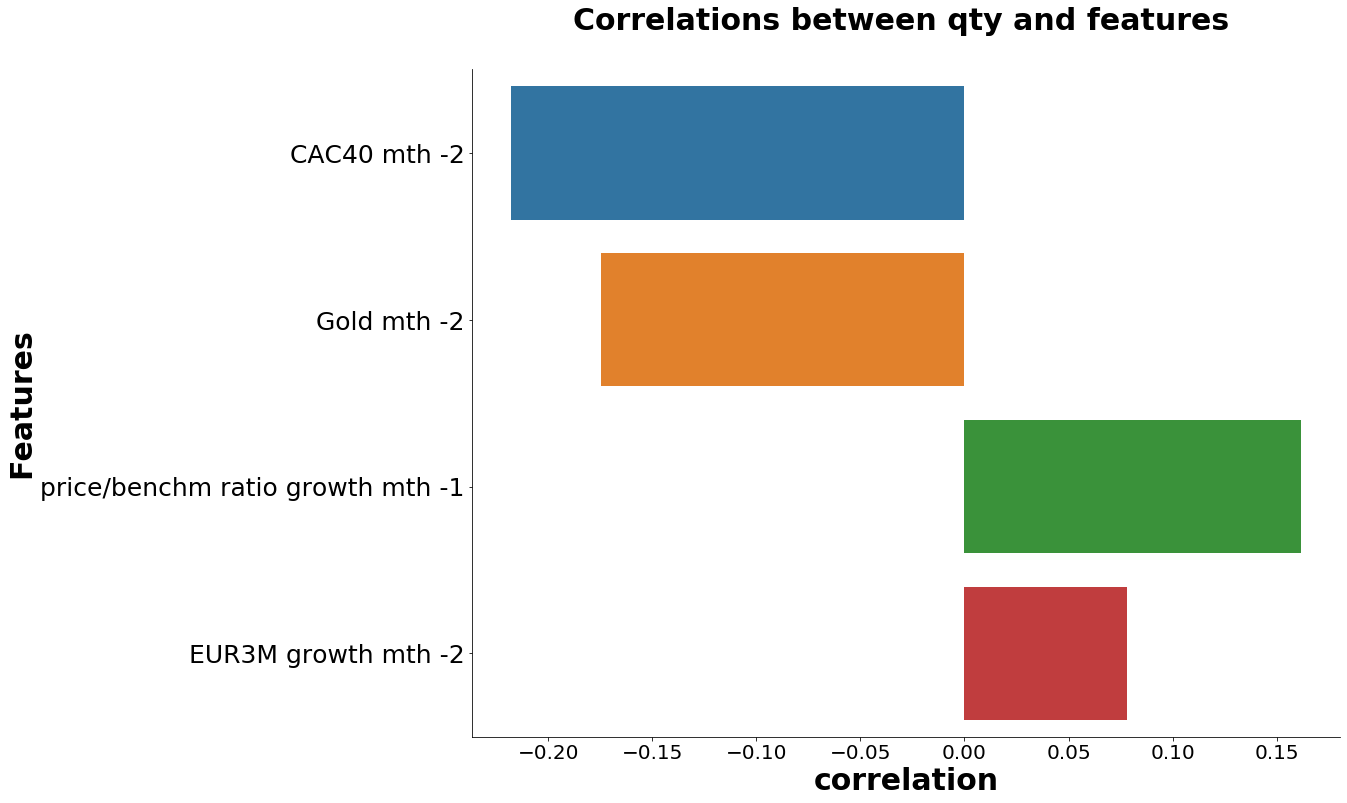 Correlations between qty and features
Features
CAC40 mth -2
Gold mth -2
price/benchm ratio growth mth -1
EUR3M growth mth -2
−0.20 −0.15 −0.10 −0.05 0.00 0.05 0.10 0.15
correlation